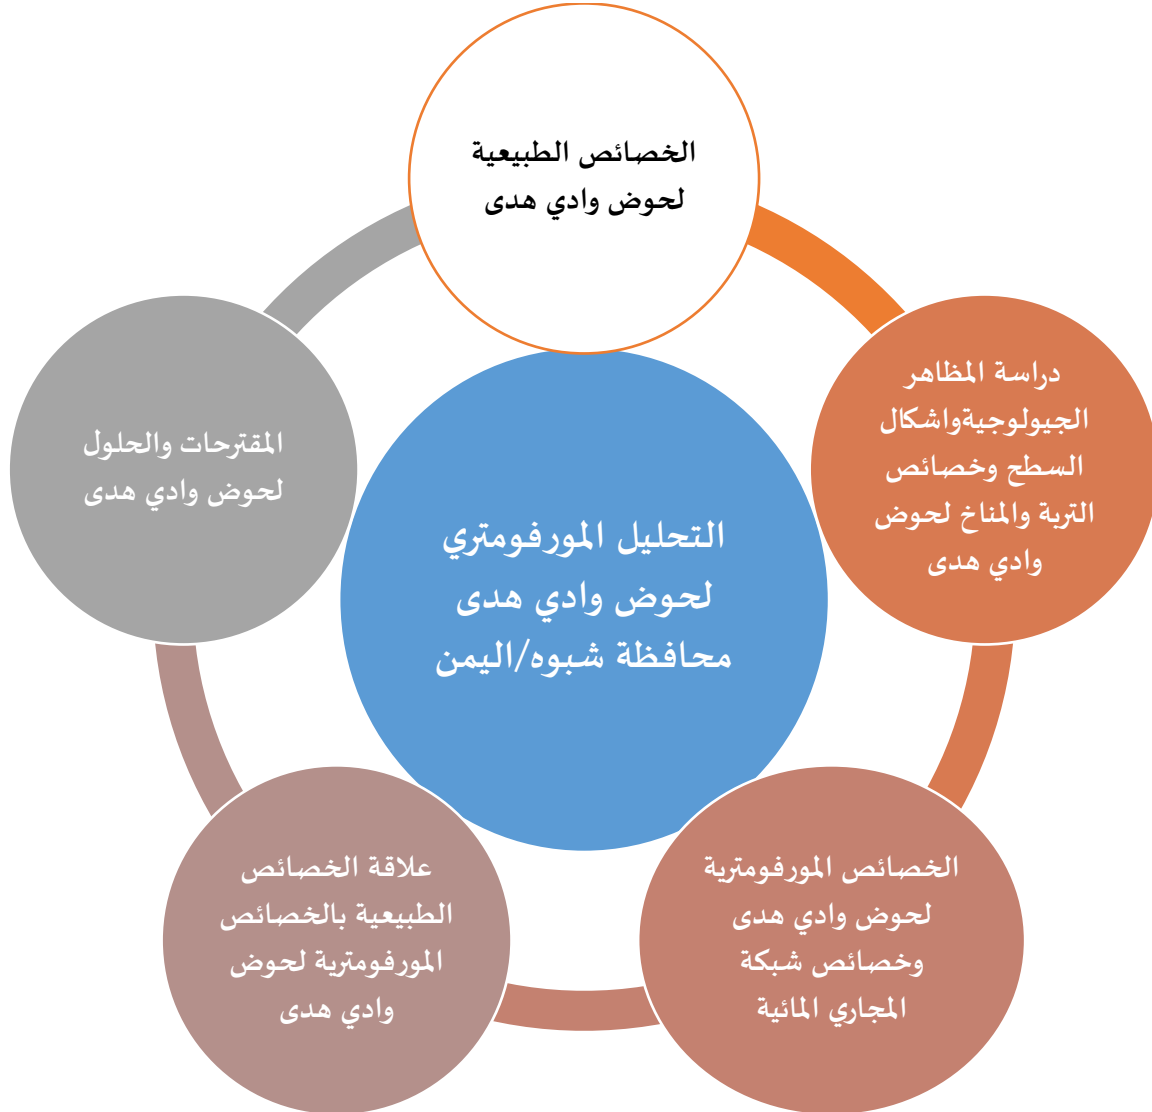 الخصائص الطبيعية
لحوض وادي هدى
دراسة المظاهر
الجيولوجيةواشكال
السطح وخصائص
التربة والمناخ لحوض
وادي هدى
المقترحات والحلول
لحوض وادي هدى
التحليل المورفومتري
لحوض وادي هدى
محافظة شبوه/اليمن
الخصائص المورفومترية
لحوض وادي هدى
وخصائص شبكة
المجاري المائية
علاقة الخصائص
الطبيعية بالخصائص
المورفومترية لحوض
وادي هدى